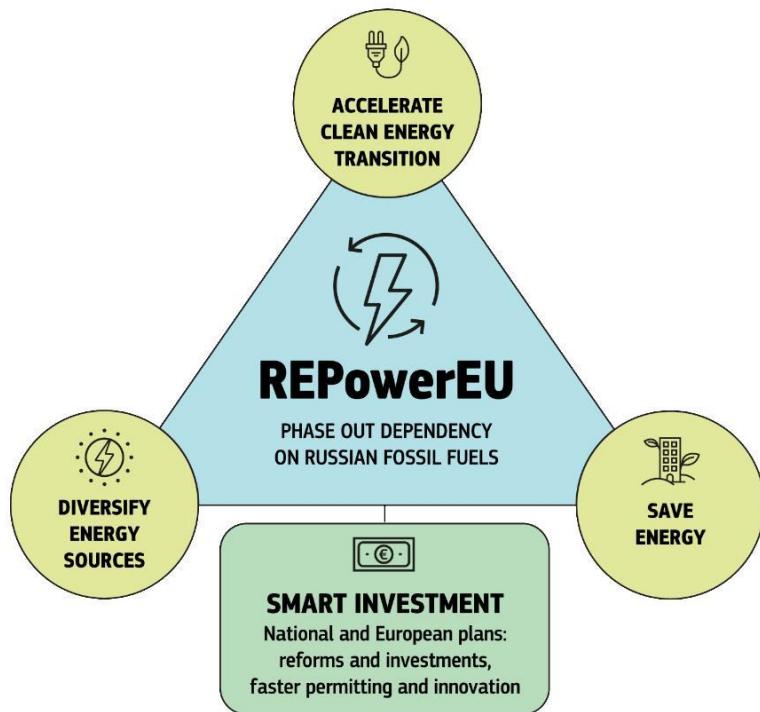 ACCELERATE
CLEAN ENERGY
TRANSITION
REPowerEU
PHASE OUT DEPENDENCY
ON RUSSIAN FOSSIL FUELS
DIVERSIFY
ENERGY
SOURCES
SAVE
ENERGY
€
SMART INVESTMENT
National and European plans:
reforms and investments,
faster permitting and innovation